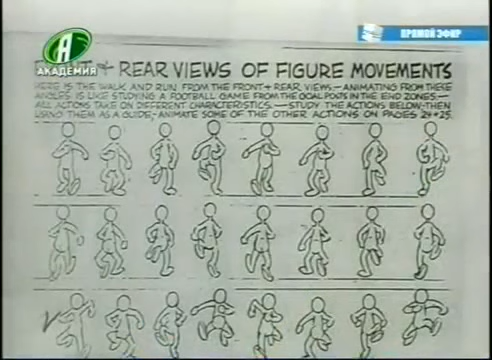 ПРЯМОЙ ЭФИР
АКАДЕМИЯ
+ REAR VIEWS OF FIGURE MOVEMENTS
HERE IS THE WALK AND RUN FROM THE FRONT + REAR VIEWS — ANIMATING FROM THESE
ANGLES IS LIKE STUDYING A FOOTBALL GAME FROM THE GOAL POSTS IN THE END ZONES —
ALL ACTIONS TAKE ON DIFFERENT CHARACTERISTICS. — STUDY THE ACTIONS BELOW — THEN
USING THEM AS A GUIDE, ANIMATE SOME OF THE OTHER ACTIONS ON PAGES 24 + 25.